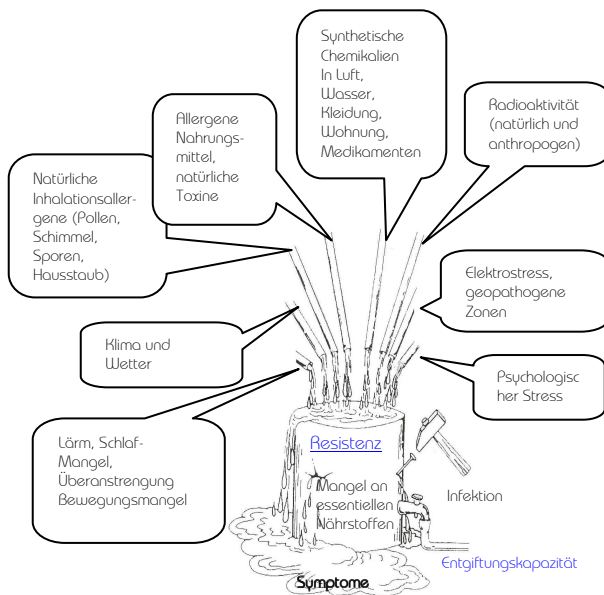 Synthetische
Chemikalien
In Luft,
Wasser,
Kleidung,
Wohnung,
Medikamenten
Radioaktivität
(natürlich und
anthropogen)
Allergene
Nahrungs-
mittel,
natürliche
Toxine
Natürliche
Inhalationsaller-
gene (Pollen,
Schimmel,
Sporen,
Hausstaub)
Elektrostress,
geopathogene
Zonen
Klima und
Wetter
Psychologisc
her Stress
Lärm, Schlaf-
Mangel,
Überanstrengung
Bewegungsmangel
Resistenz
Mangel an
essentiellen
Nährstoffen
Infektion
Entgiftungskapazität
Symptome